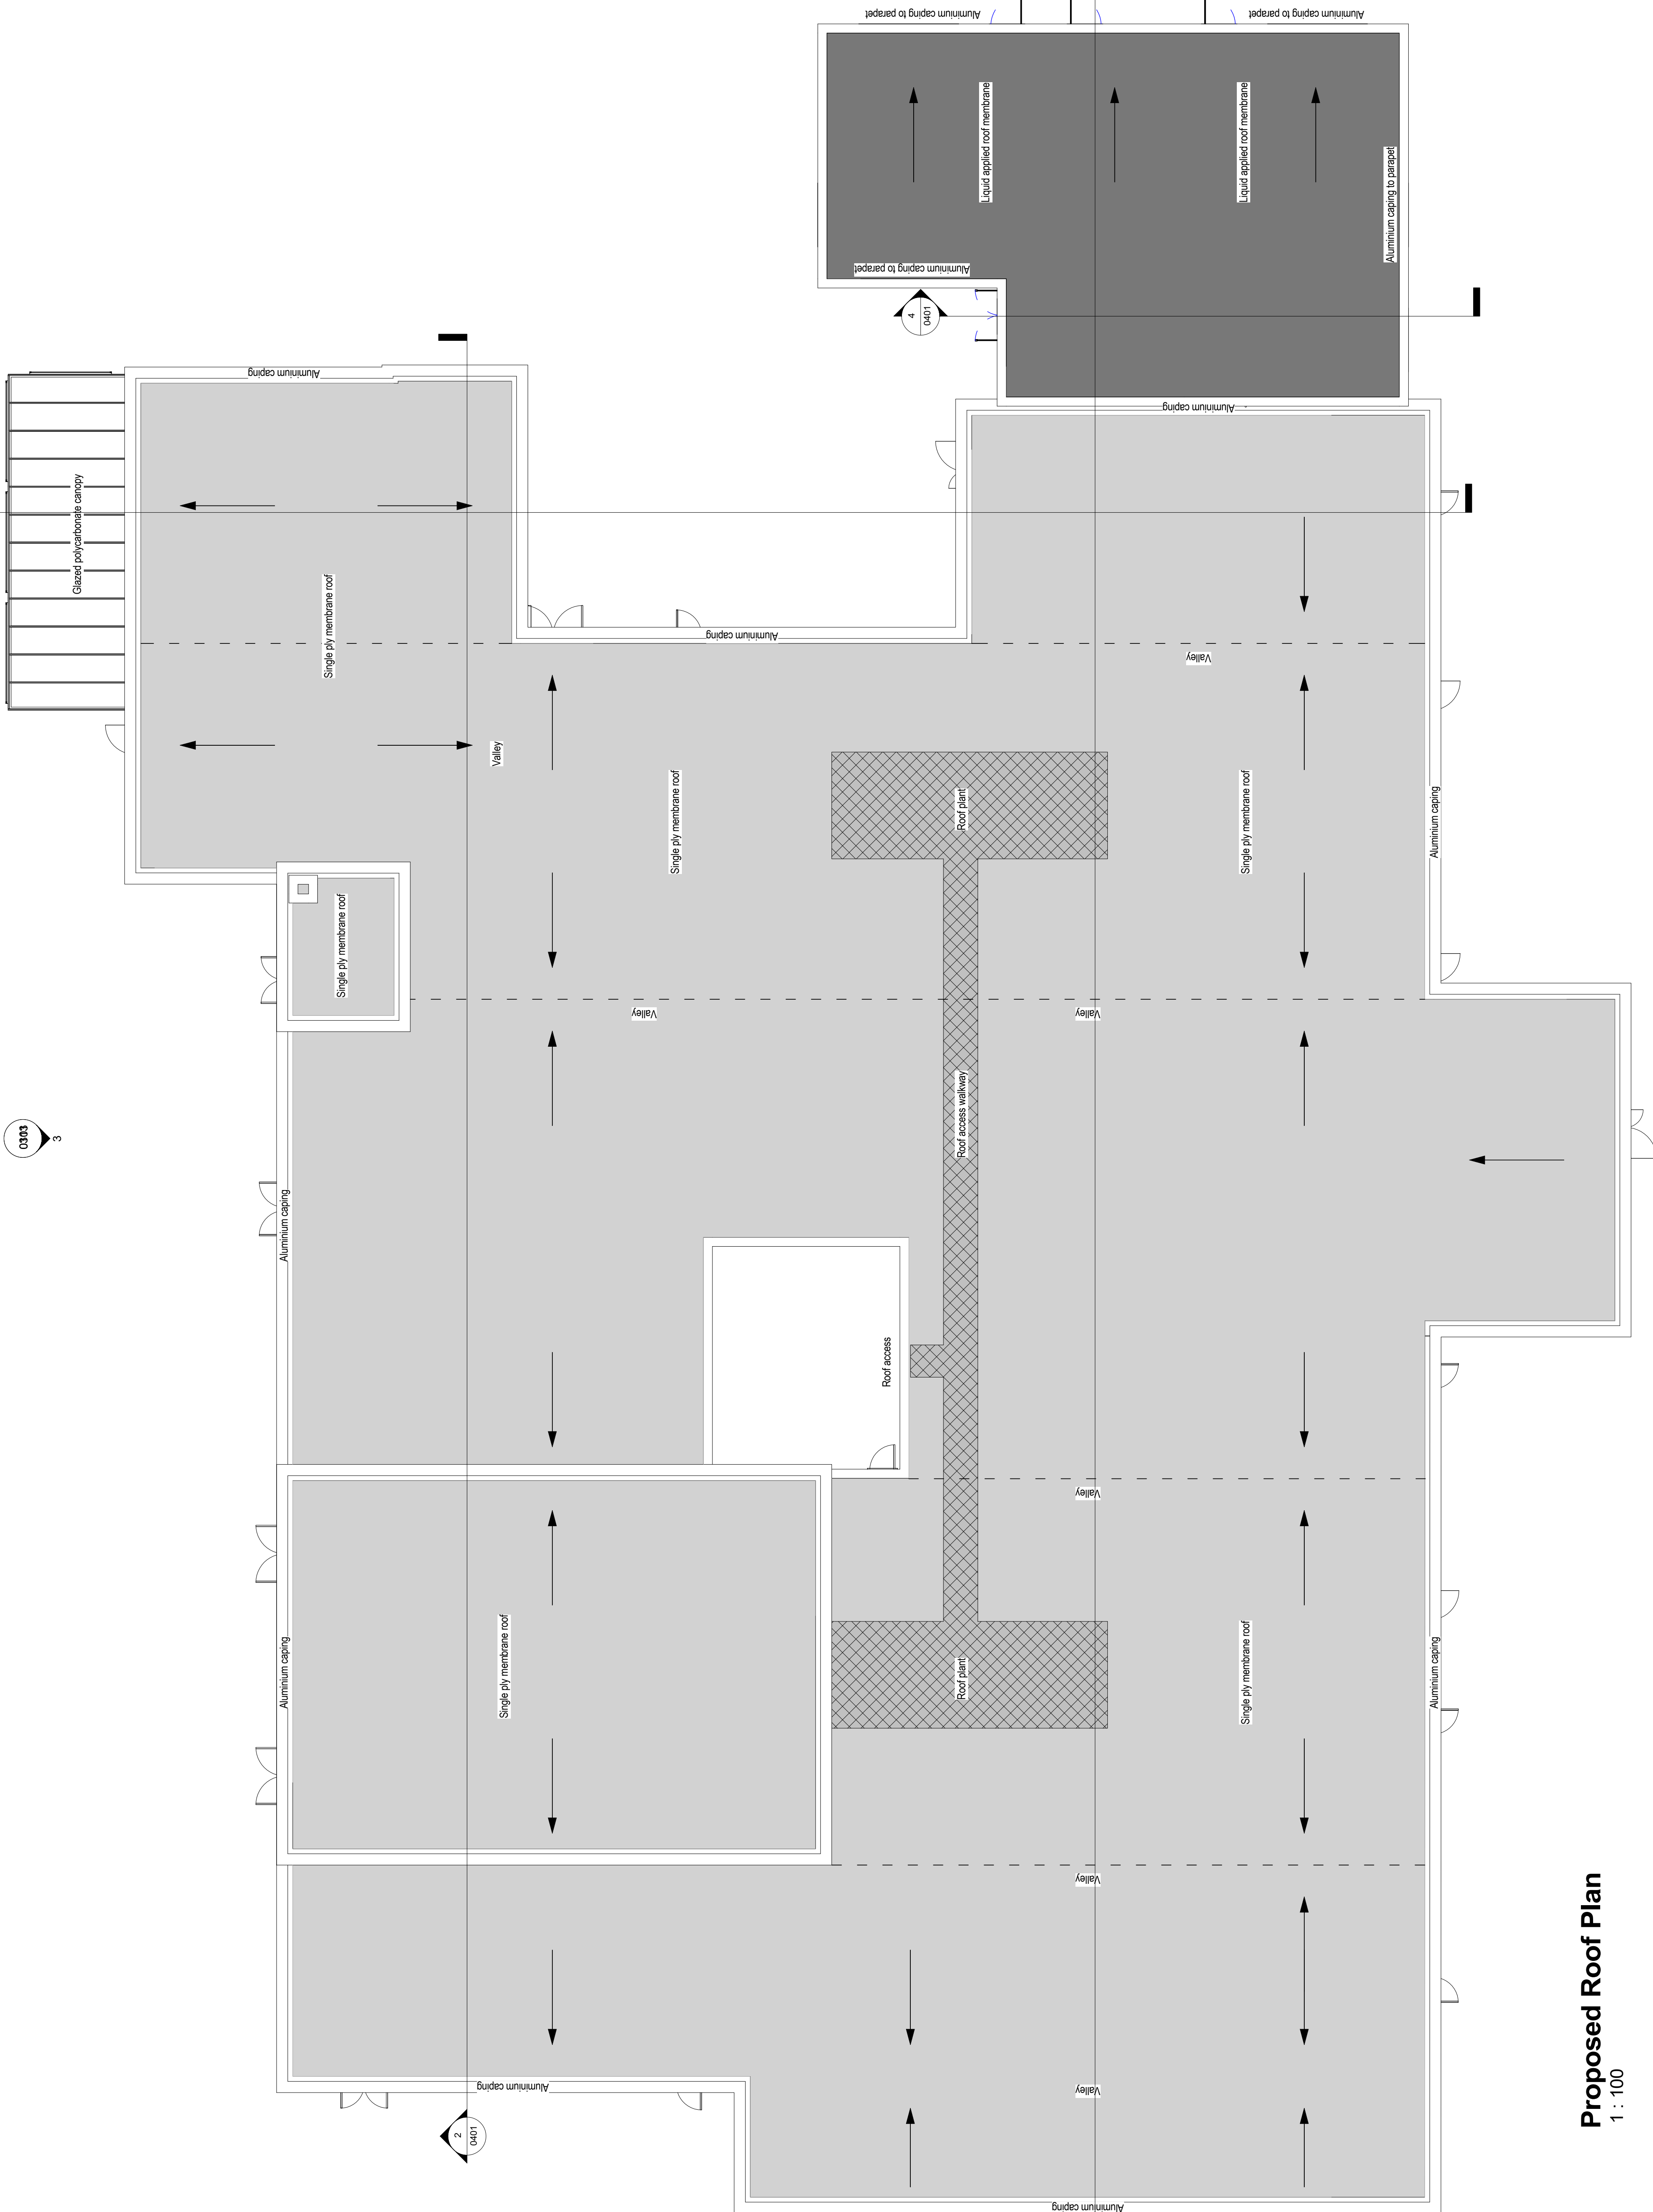 Aluminium caping to parapet
Aluminium caping to parapet
Liquid applied roof membrane
Liquid applied roof membrane
Aluminium caping to parapet
Aluminium caping to parapet
4
0401
Aluminium caping
Aluminium caping
Glazed polycarbonate canopy
Single ply membrane roof
Aluminium caping
Valley
Valley
Single ply membrane roof
Roof plant
Single ply membrane roof
Aluminium caping
Single ply membrane roof
Valley
Valley
3
Roof access walkway
Aluminium caping
Roof access
Valley
Aluminium caping
Single ply membrane roof
Roof plant
Single ply membrane roof
Aluminium caping
Valley
Aluminium caping
Valley
2
0401
Aluminium caping
Proposed Roof Plan
1 : 100